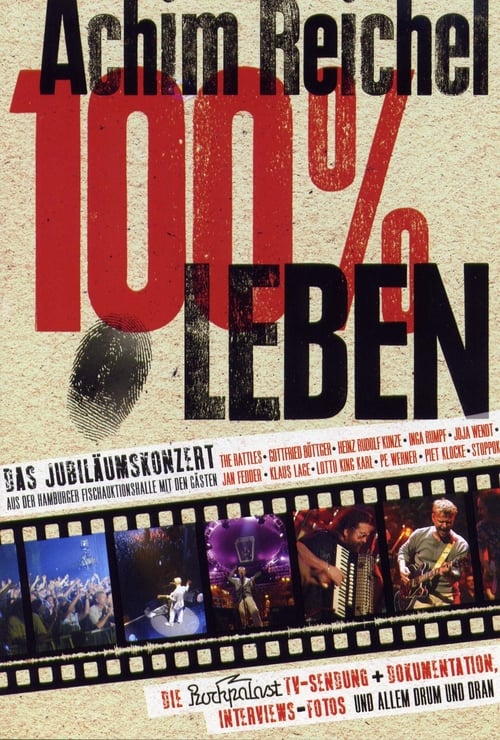 Achim Reichel
100%
LEBEN
DAS JUBILÄUMSKONZERT
AUS DER HAMBURGER FISCHAUKTIONSHALLE MIT DEN GÄSTEN
THE RATTLES • GOTTFRIED BÖTTGER • HEINZ RUDOLF KUNZE • INGA RUMPF • JOJA WENDT •
JAN FEDDER • KLAUS LAGE • LOTTO KING KARL • PE WERNER • PIET KLOCKE • STOPPOK
DIE Rockpalast TV-SENDUNG + DOKUMENTATION,
INTERVIEWS-FOTOS UND ALLEM DRUM UND DRAN